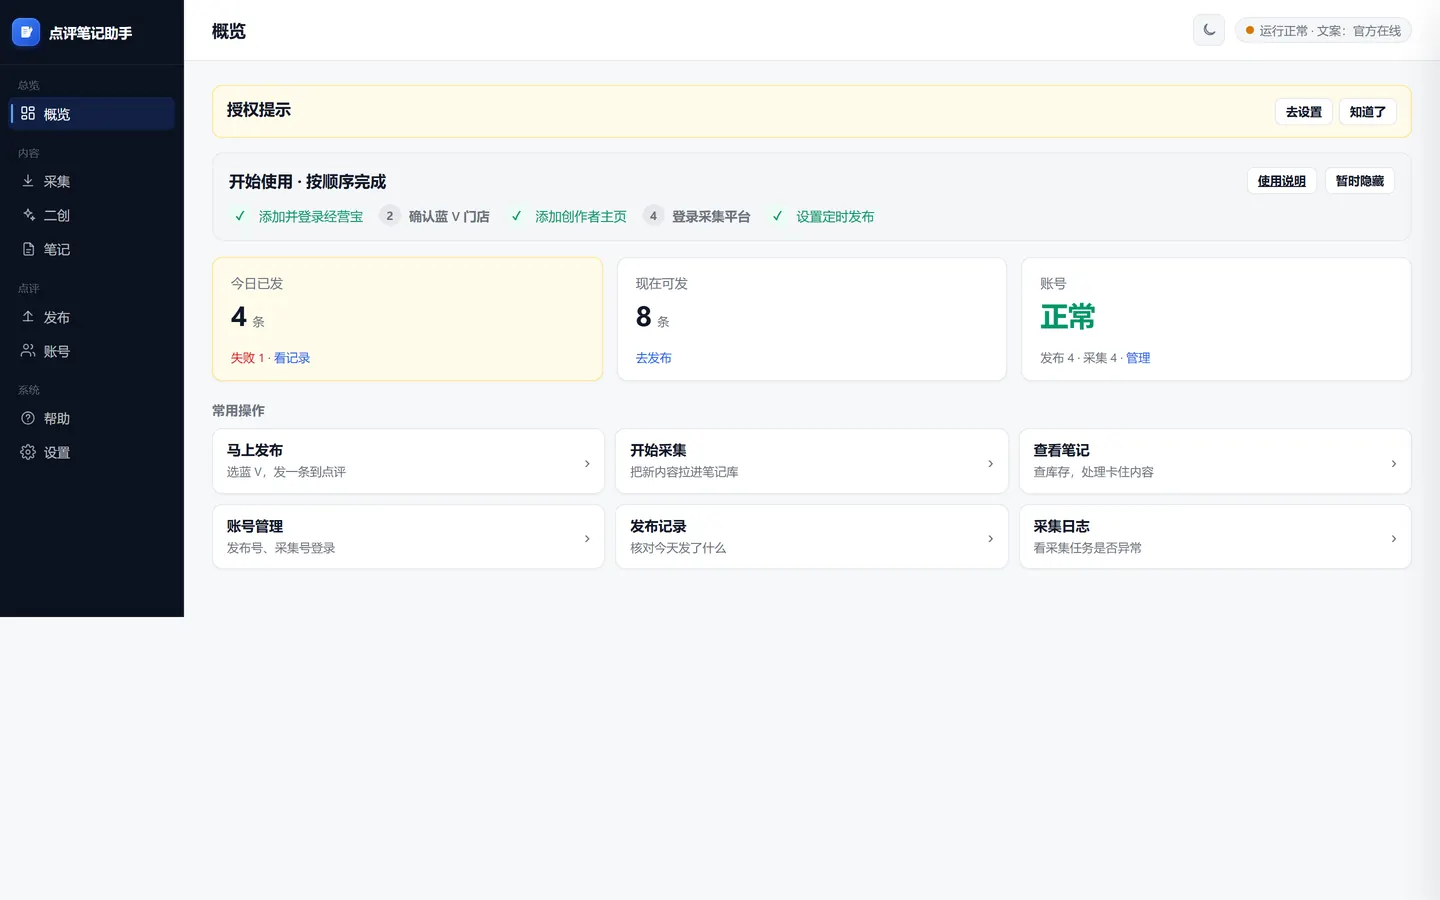 点评笔记助手
总览
概览
内容
采集
二创
笔记
点评
发布
账号
系统
帮助
设置
概览
运行正常 · 文案：官方在线
授权提示
去设置
知道了
开始使用 · 按顺序完成
使用说明
暂时隐藏
✓ 添加并登录经营宝 2 确认蓝 V 门店 ✓ 添加创作者主页 4 登录采集平台 ✓ 设置定时发布
今日已发
4 条
失败 1 · 看记录
现在可发
8 条
去发布
账号
正常
发布 4 · 采集 4 · 管理
常用操作
马上发布
选蓝 V，发一条到点评
开始采集
把新内容拉进笔记库
查看笔记
查库存，处理卡住内容
账号管理
发布号、采集号登录
发布记录
核对今天发了什么
采集日志
看采集任务是否异常